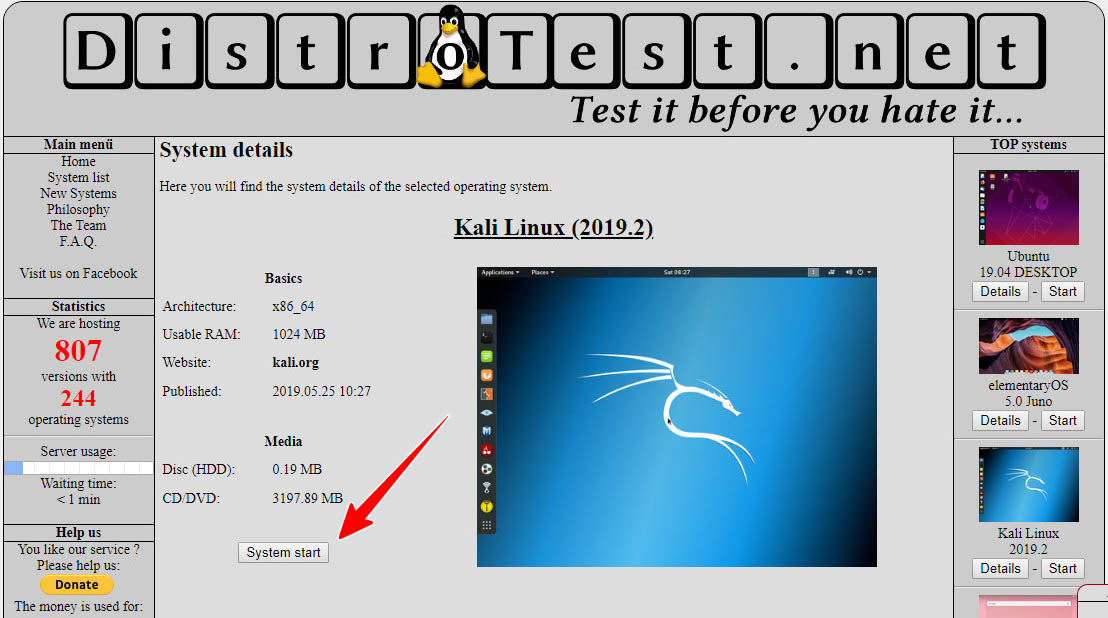 DistroTest.net
Test it before you hate it...
Main menü
Home
System list
New Systems
Philosophy
The Team
F.A.Q.
Visit us on Facebook
Statistics
We are hosting
807
versions with
244
operating systems
Server usage:
Waiting time:
< 1 min
Help us
You like our service ?
Please help us:
Donate
The money is used for:
System details
Here you will find the system details of the selected operating system.
Kali Linux (2019.2)
Basics
Architecture: x86_64
Usable RAM: 1024 MB
Website: kali.org
Published: 2019.05.25 10:27
Media
Disc (HDD): 0.19 MB
CD/DVD: 3197.89 MB
System start
Applications Places Sat 08:27 1
TOP systems
Ubuntu
19.04 DESKTOP
Details - Start
elementaryOS
5.0 Juno
Details - Start
Kali Linux
2019.2
Details - Start